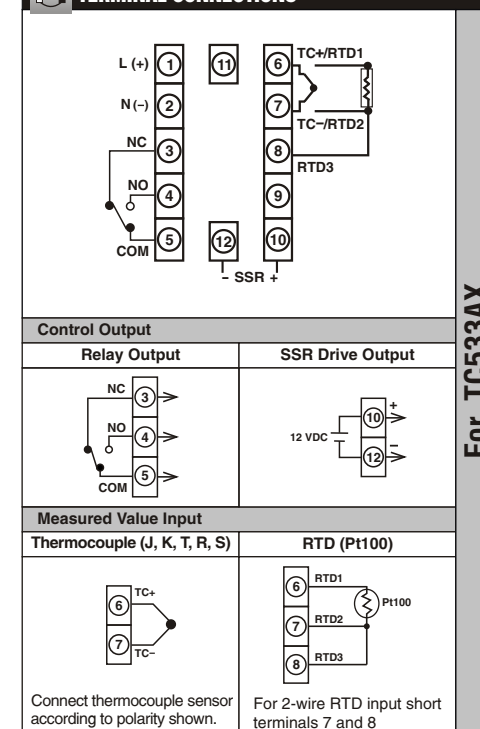 TERMINAL CONNECTIONS
L (+) 1 11 6 TC+/RTD1
N (–) 2 7 TC–/RTD2
NC 3 8 RTD3
NO 4 9
COM 5 12 10
– SSR +
For TC533AX
Control Output
Relay Output
SSR Drive Output
NC 3
NO 4
COM 5
12 VDC
10 +
12 –
Measured Value Input
Thermocouple (J, K, T, R, S)
RTD (Pt100)
6 TC+
7 TC–
6 RTD1
Pt100
7 RTD2
8 RTD3
Connect thermocouple sensor
according to polarity shown.
For 2-wire RTD input short
terminals 7 and 8